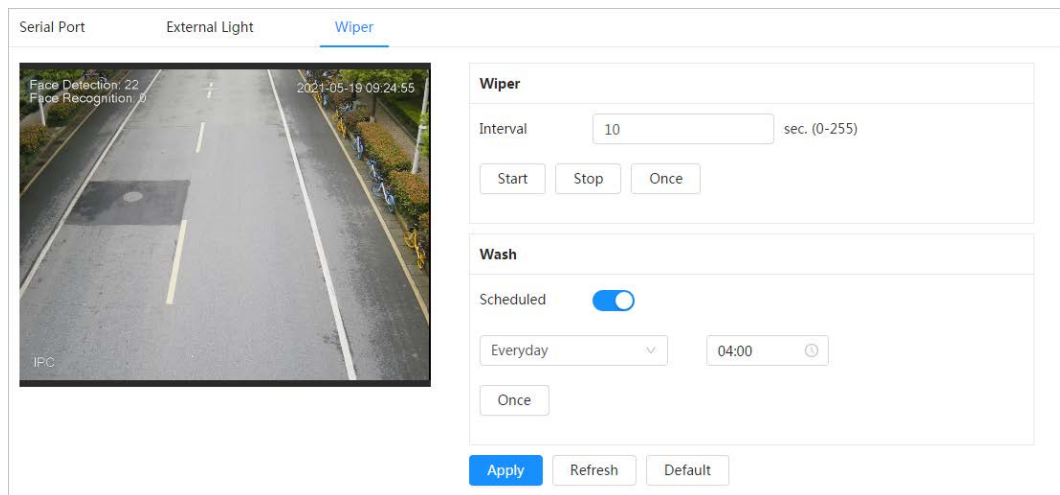 Serial Port External Light Wiper
Face Detection: 22
Face Recognition: 0
2021-05-19 09:24:55
IPC
Wiper
Interval 10 sec. (0-255)
Start Stop Once
Wash
Scheduled
Everyday 04:00
Once
Apply Refresh Default